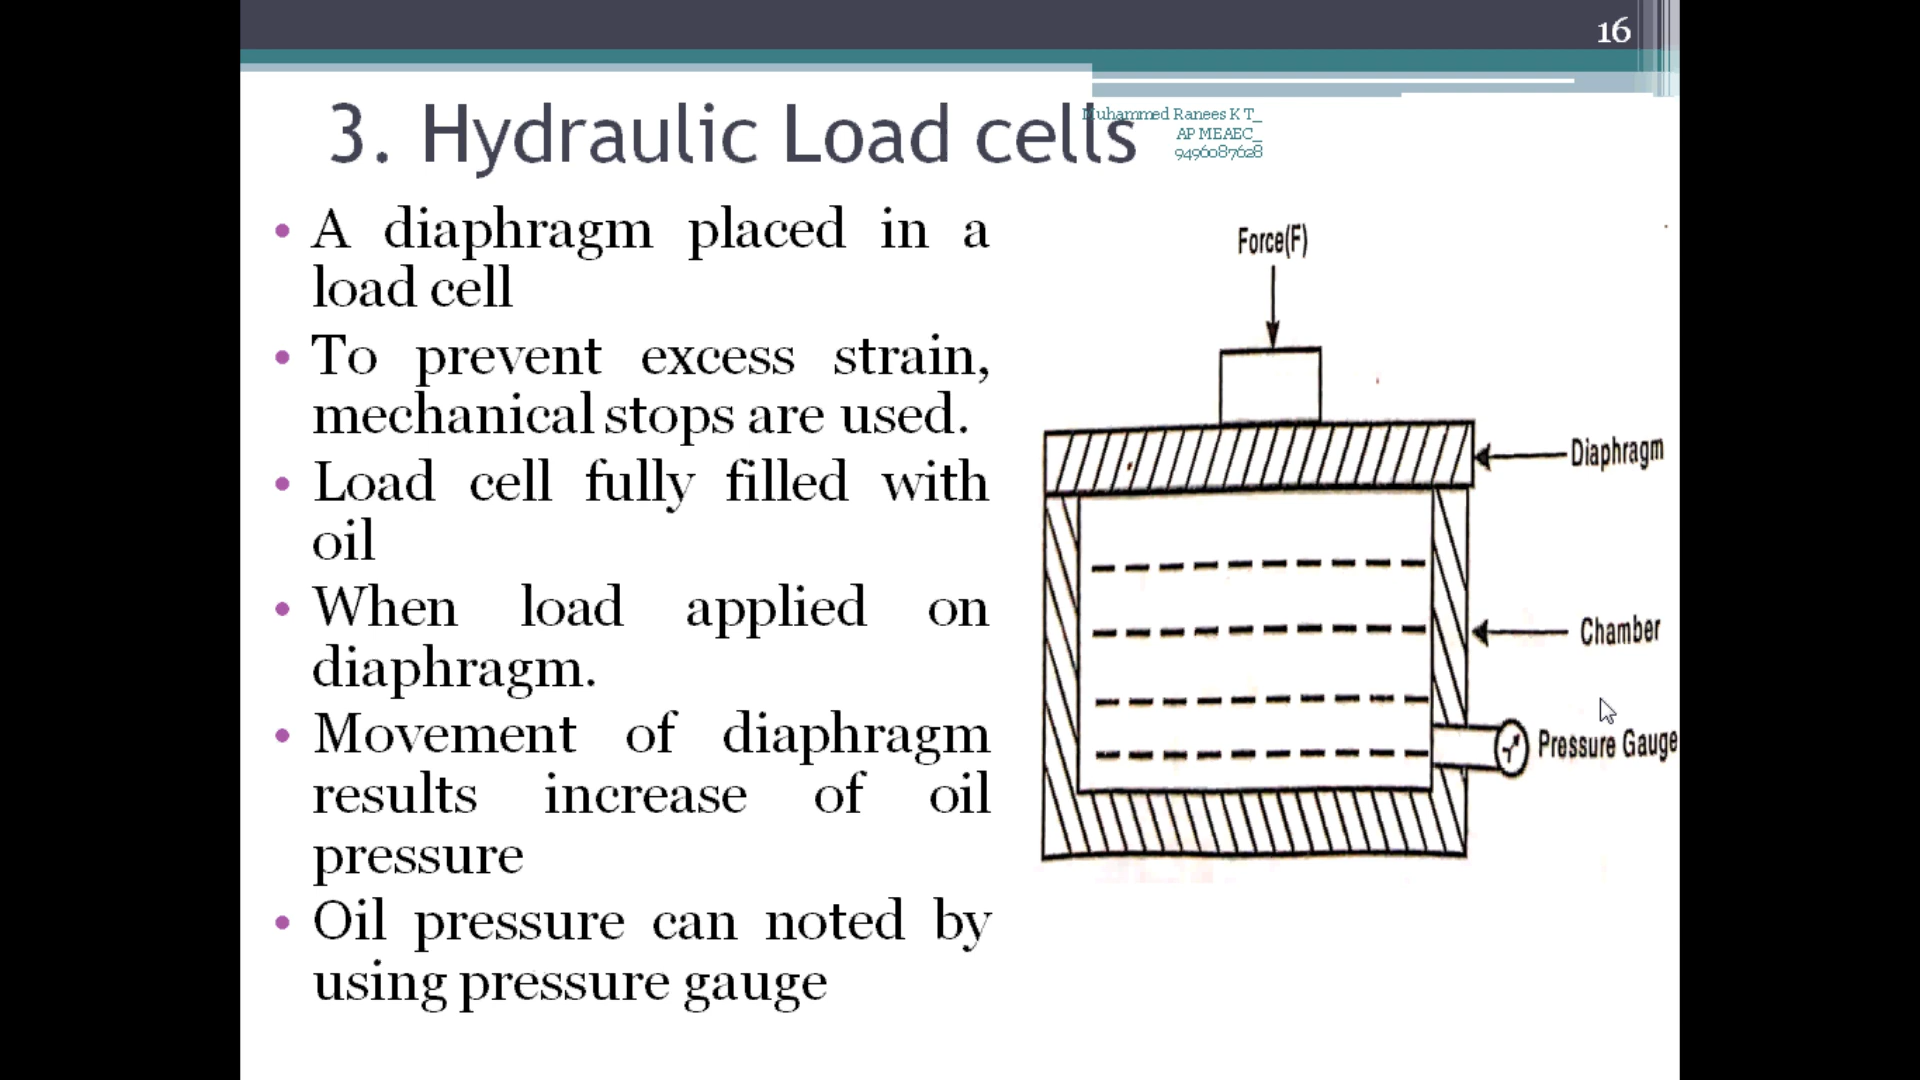 16
3. Hydraulic Load cells
Muhammed Ranees K T_
AP MEAEC_
9496087628
• A diaphragm placed in a
load cell
• To prevent excess strain,
mechanical stops are used.
• Load cell fully filled with
oil
• When load applied on
diaphragm.
• Movement of diaphragm
results increase of oil
pressure
• Oil pressure can noted by
using pressure gauge
Force(F)
Diaphragm
Chamber
Pressure Gauge